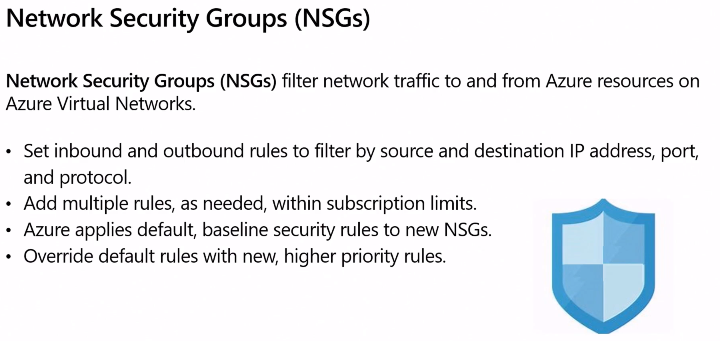 Network Security Groups (NSGs)
Network Security Groups (NSGs) filter network traffic to and from Azure resources on
Azure Virtual Networks.
• Set inbound and outbound rules to filter by source and destination IP address, port,
and protocol.
• Add multiple rules, as needed, within subscription limits.
• Azure applies default, baseline security rules to new NSGs.
• Override default rules with new, higher priority rules.